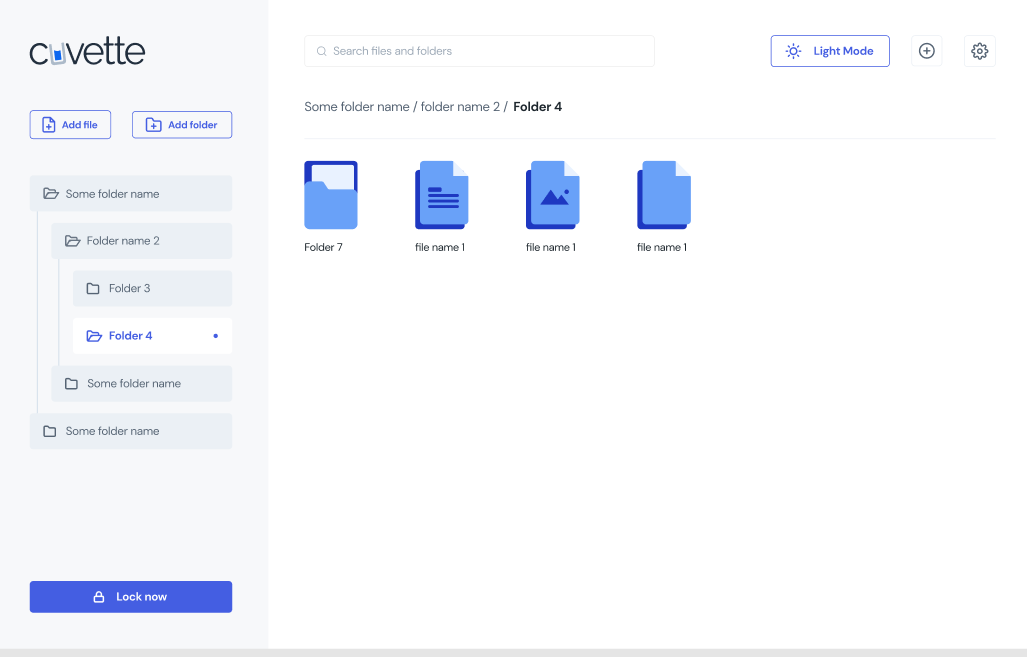 cuvette
Add file
Add folder
Some folder name
Folder name 2
Folder 3
Folder 4
Some folder name
Some folder name
Lock now
Search files and folders
Light Mode
Some folder name / folder name 2 / Folder 4
Folder 7
file name 1
file name 1
file name 1